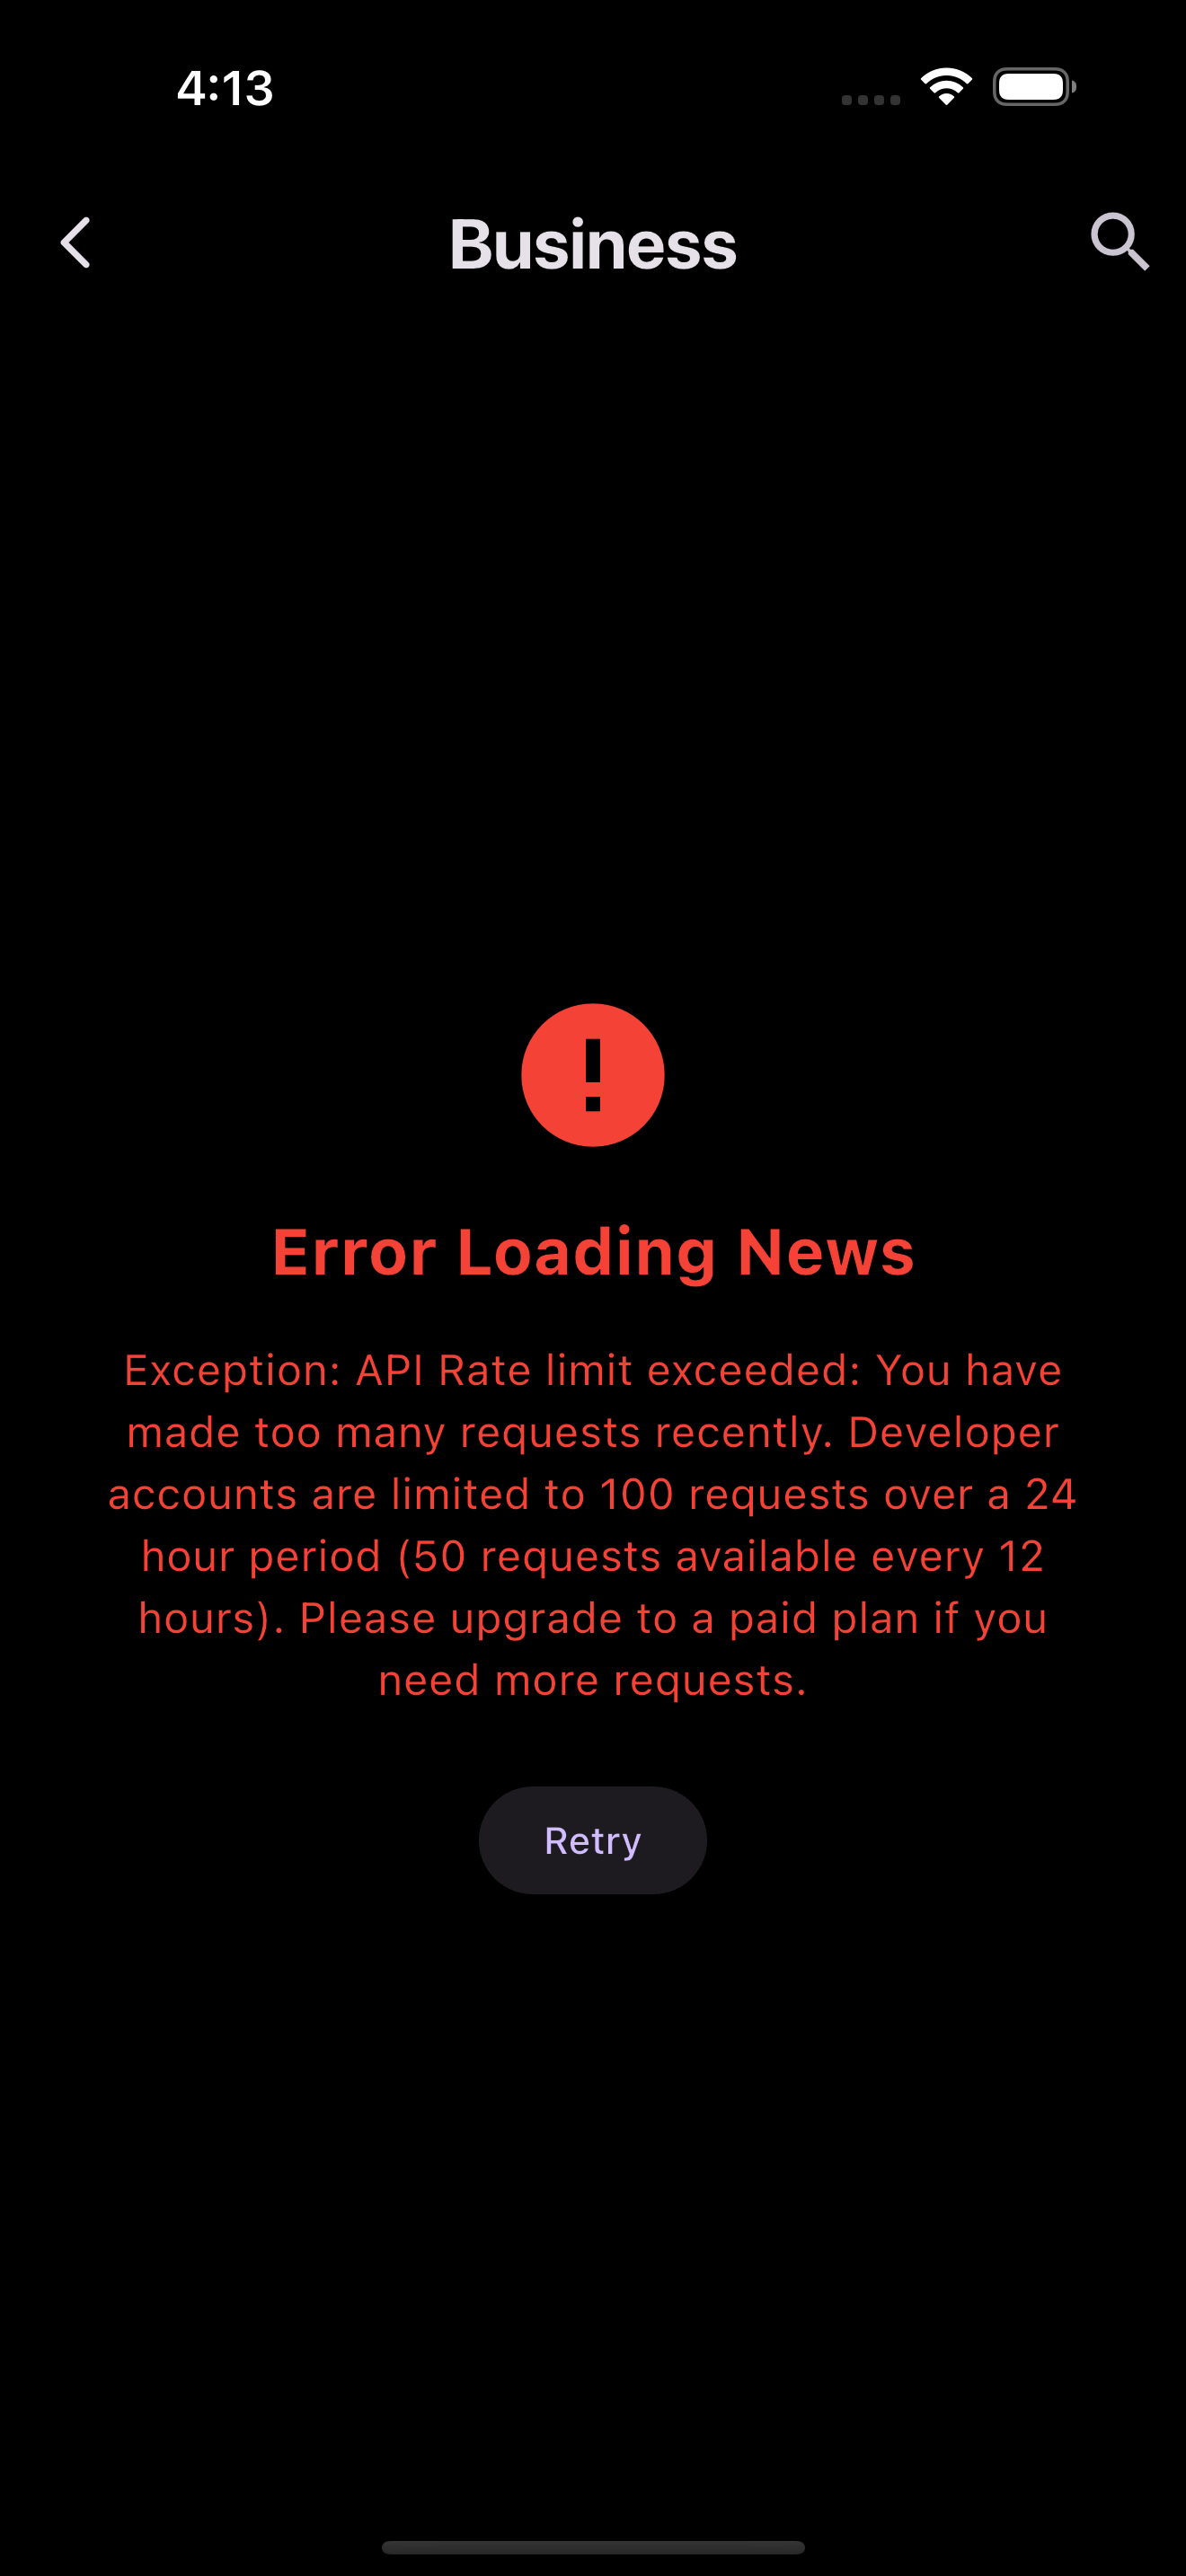 4:13
Business
Error Loading News
Exception: API Rate limit exceeded: You have
made too many requests recently. Developer
accounts are limited to 100 requests over a 24
hour period (50 requests available every 12
hours). Please upgrade to a paid plan if you
need more requests.
Retry